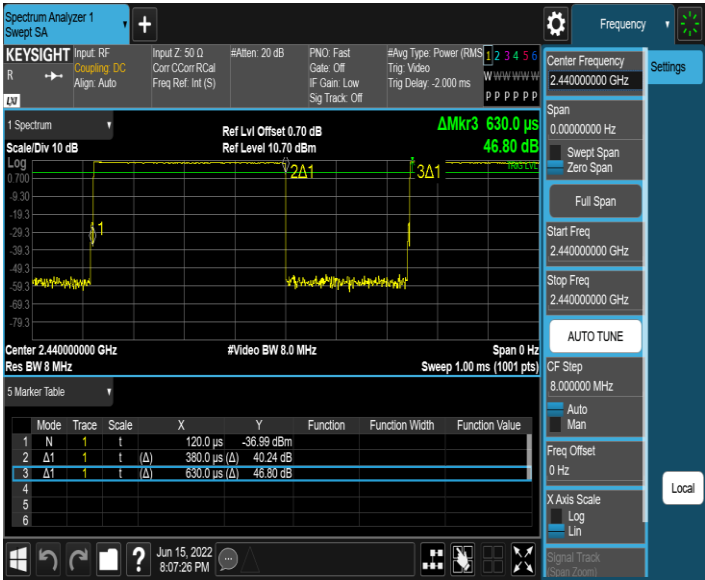 Spectrum Analyzer 1
Swept SA
Frequency
KEYSIGHT
R
LXI
Input: RF
Coupling: DC
Align: Auto
Input Z: 50 Ω
Corr CCorr RCal
Freq Ref: Int (S)
#Atten: 20 dB
PNO: Fast
Gate: Off
IF Gain: Low
Sig Track: Off
#Avg Type: Power (RMS
Trig: Video
Trig Delay: -2.000 ms
1 2 3 4 5 6
W W W W W W
P P P P P P
1 Spectrum
Scale/Div 10 dB
Ref Lvl Offset 0.70 dB
Ref Level 10.70 dBm
ΔMkr3 630.0 µs
46.80 dB
Log
0.700
-9.30
-19.3
-29.3
-39.3
-49.3
-59.3
-69.3
-79.3
1
2Δ1
3Δ1
TRIG LVL
Center 2.440000000 GHz
Res BW 8 MHz
#Video BW 8.0 MHz
Span 0 Hz
Sweep 1.00 ms (1001 pts)
5 Marker Table
Mode Trace Scale X Y Function Function Width Function Value
1 N 1 t 120.0 µs -36.99 dBm
2 Δ1 1 t (Δ) 380.0 µs (Δ) 40.24 dB
3 Δ1 1 t (Δ) 630.0 µs (Δ) 46.80 dB
4
5
6
Jun 15, 2022
8:07:26 PM
Center Frequency
2.440000000 GHz
Span
0.00000000 Hz
Swept Span
Zero Span
Full Span
Start Freq
2.440000000 GHz
Stop Freq
2.440000000 GHz
AUTO TUNE
CF Step
8.000000 MHz
Auto
Man
Freq Offset
0 Hz
X Axis Scale
Log
Lin
Signal Track
(Span Zoom)
Settings
Local